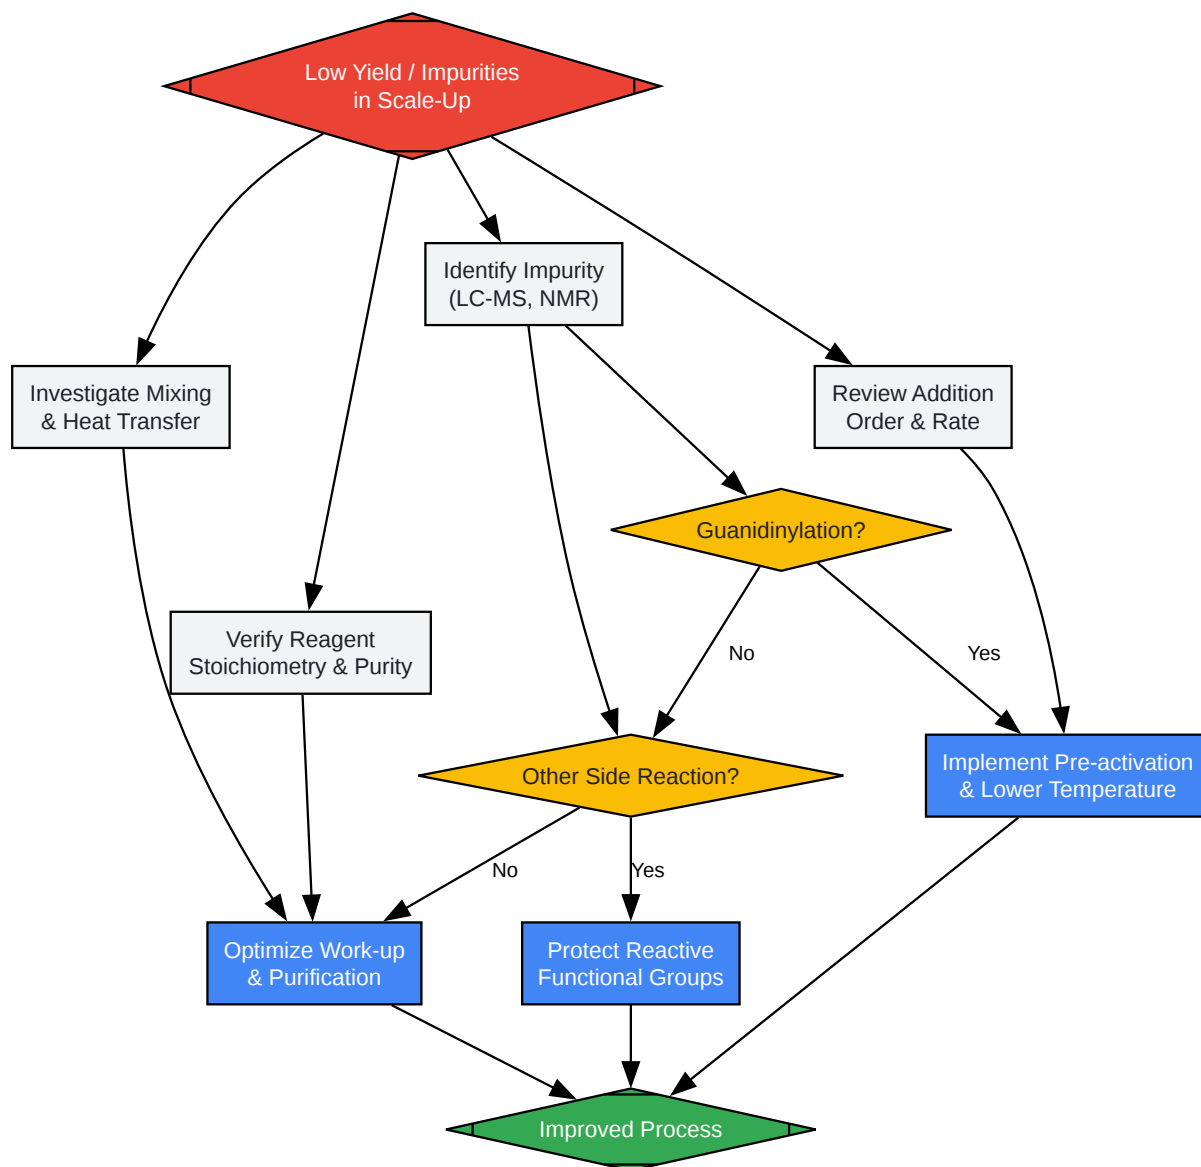 Low Yield / Impurities
in Scale-Up
Identify Impurity
(LC-MS, NMR)
Investigate Mixing
& Heat Transfer
Review Addition
Order & Rate
Guanidinylation?
Verify Reagent
Stoichiometry & Purity
No
Yes
Other Side Reaction?
Implement Pre-activation
& Lower Temperature
No
Yes
Optimize Work-up
& Purification
Protect Reactive
Functional Groups
Improved Process